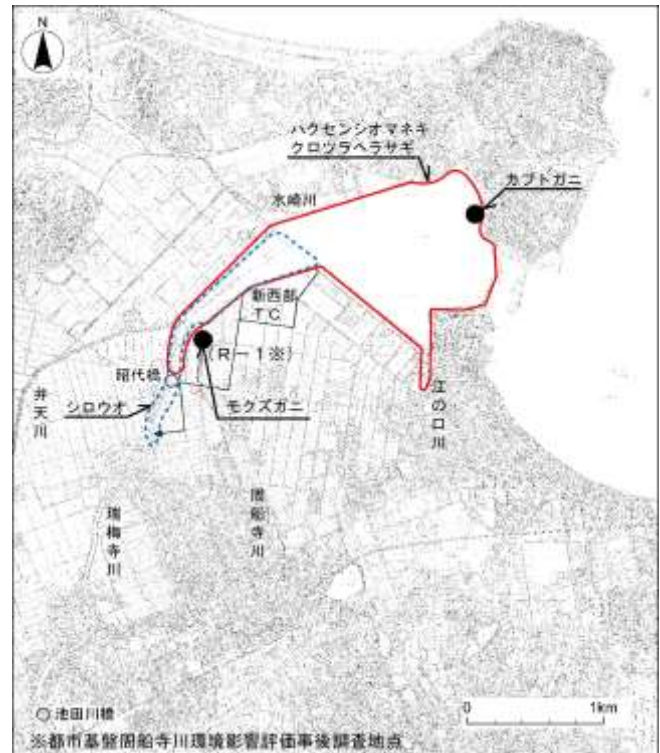 N
ハクセンシオマネキ
クロツラヘラサギ
カブトガニ
水崎川
新西部
TC
(R-1※)
昭代橋
シロウオ
モクズガニ
江の口川
弁天川
瑞梅寺川
周船寺川
池田川橋
0 1km
※都市基盤周船寺川環境影響評価事後調査地点